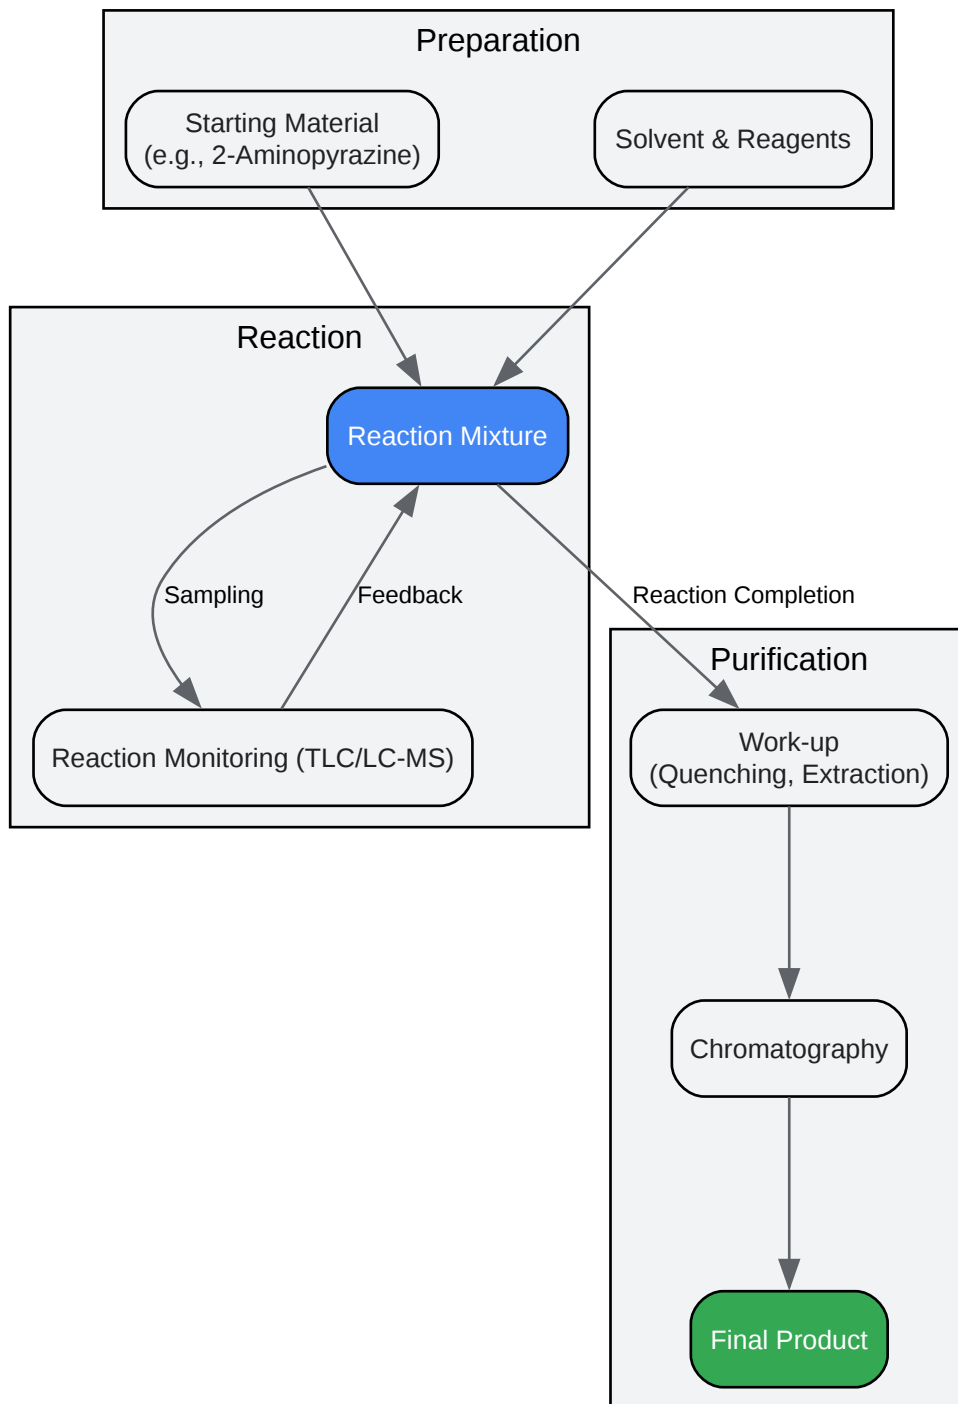 Preparation
Starting Material
(e.g., 2-Aminopyrazine)
Solvent & Reagents
Reaction
Reaction Mixture
Sampling
Feedback
Reaction Completion
Reaction Monitoring (TLC/LC-MS)
Purification
Work-up
(Quenching, Extraction)
Chromatography
Final Product